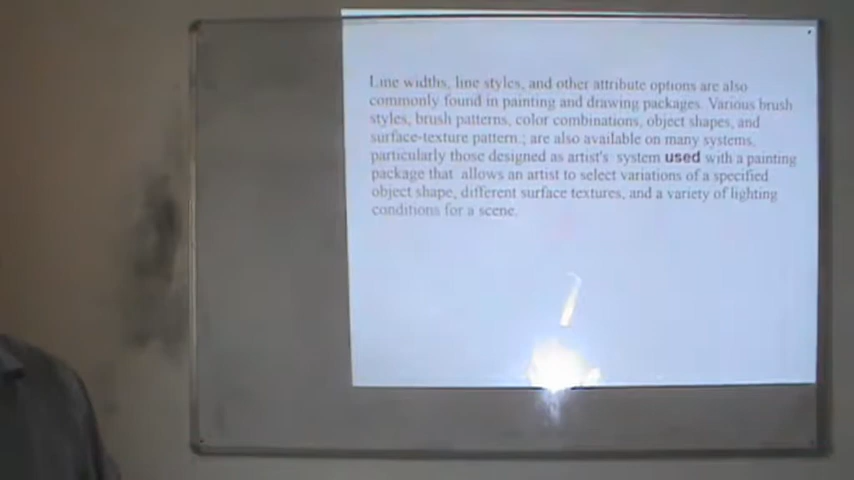 Line widths, line styles, and other attribute options are also
commonly found in painting and drawing packages. Various brush
styles, brush patterns, color combinations, object shapes, and
surface-texture pattern.; are also available on many systems,
particularly those designed as artist's system used with a painting
package that allows an artist to select variations of a specified
object shape, different surface textures, and a variety of lighting
conditions for a scene.